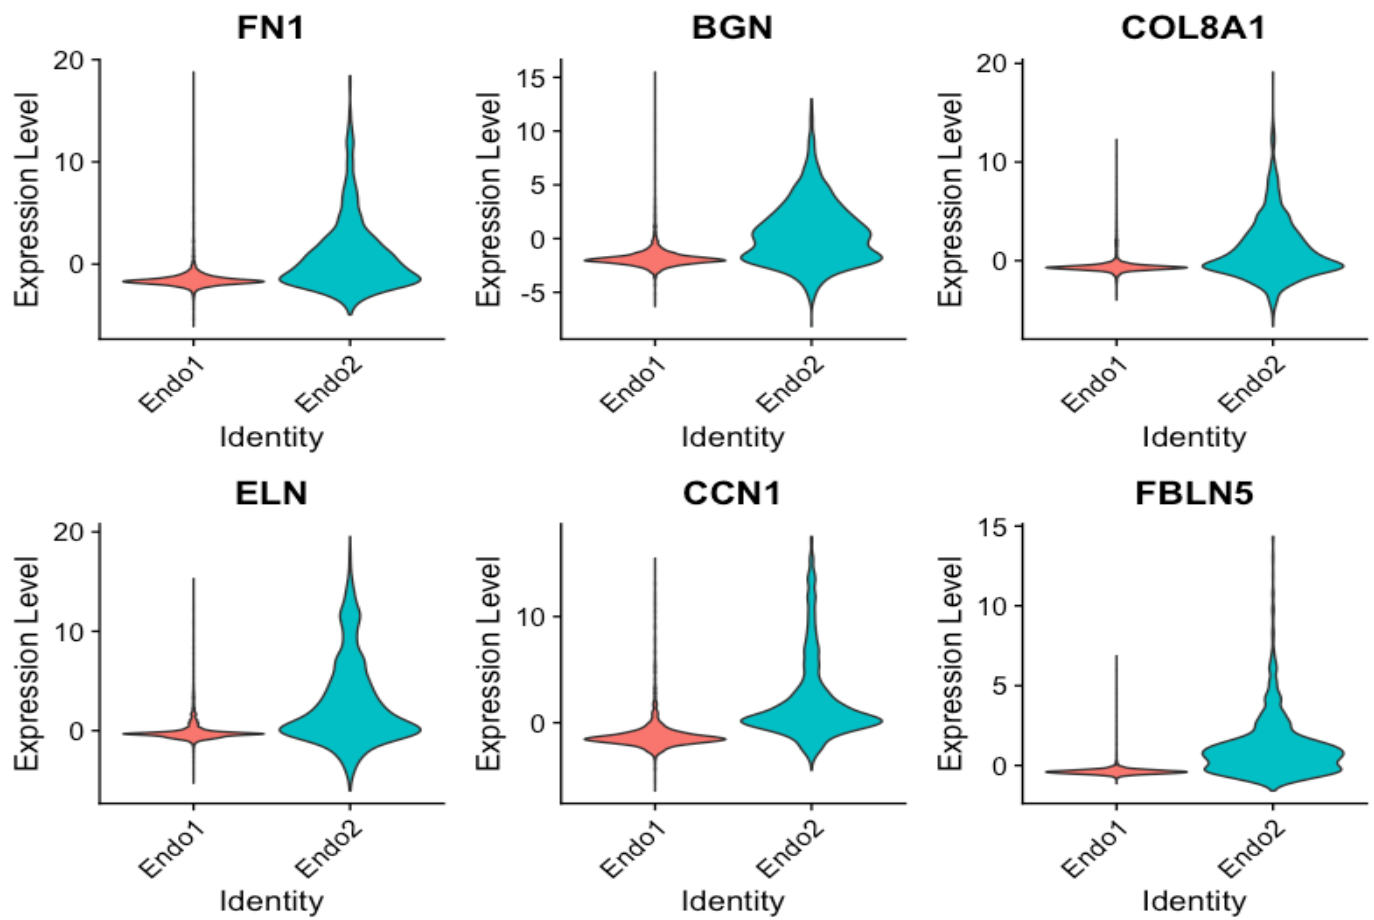 FN1
BGN
COL8A1
Expression Level
20
10
0
Expression Level
15
10
5
0
-5
Expression Level
20
10
0
Endo1
Endo2
Endo1
Endo2
Endo1
Endo2
Identity
Identity
Identity
ELN
CCN1
FBLN5
Expression Level
20
10
0
Expression Level
10
0
Expression Level
15
10
5
0
Endo1
Endo2
Endo1
Endo2
Endo1
Endo2
Identity
Identity
Identity